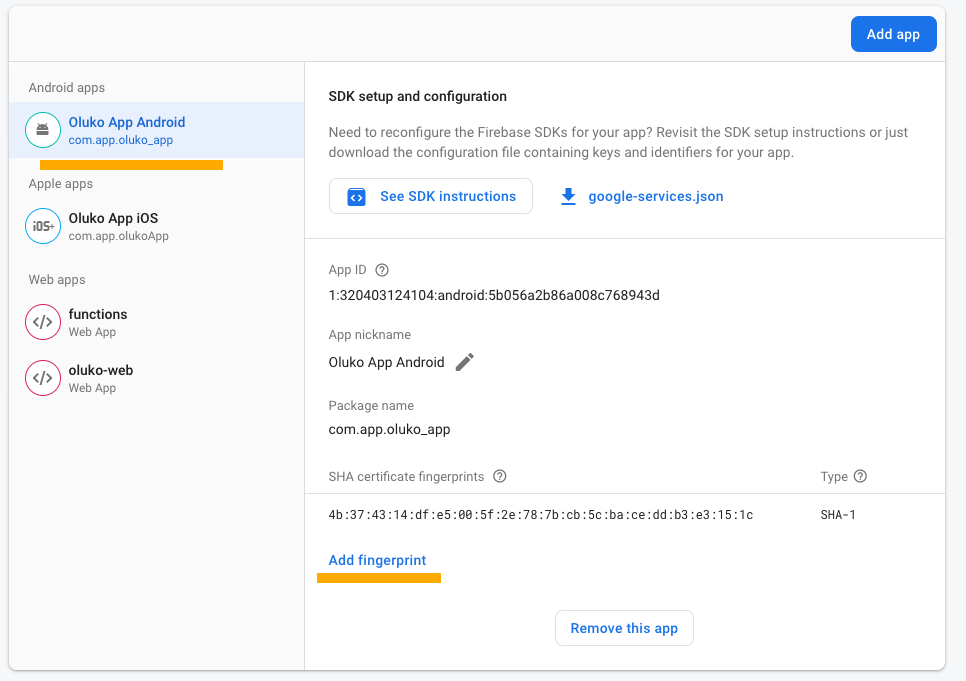 Add app
Android apps
Oluko App Android
com.app.oluko_app
Apple apps
iOS+
Oluko App iOS
com.app.olukoApp
Web apps
</>
functions
Web App
</>
oluko-web
Web App
SDK setup and configuration
Need to reconfigure the Firebase SDKs for your app? Revisit the SDK setup instructions or just
download the configuration file containing keys and identifiers for your app.
See SDK instructions
google-services.json
App ID
1:320403124104:android:5b056a2b86a008c768943d
App nickname
Oluko App Android
Package name
com.app.oluko_app
SHA certificate fingerprints
Type
4b:37:43:14:df:e5:00:5f:2e:78:7b:cb:5c:ba:ce:dd:b3:e3:15:1c
SHA-1
Add fingerprint
Remove this app